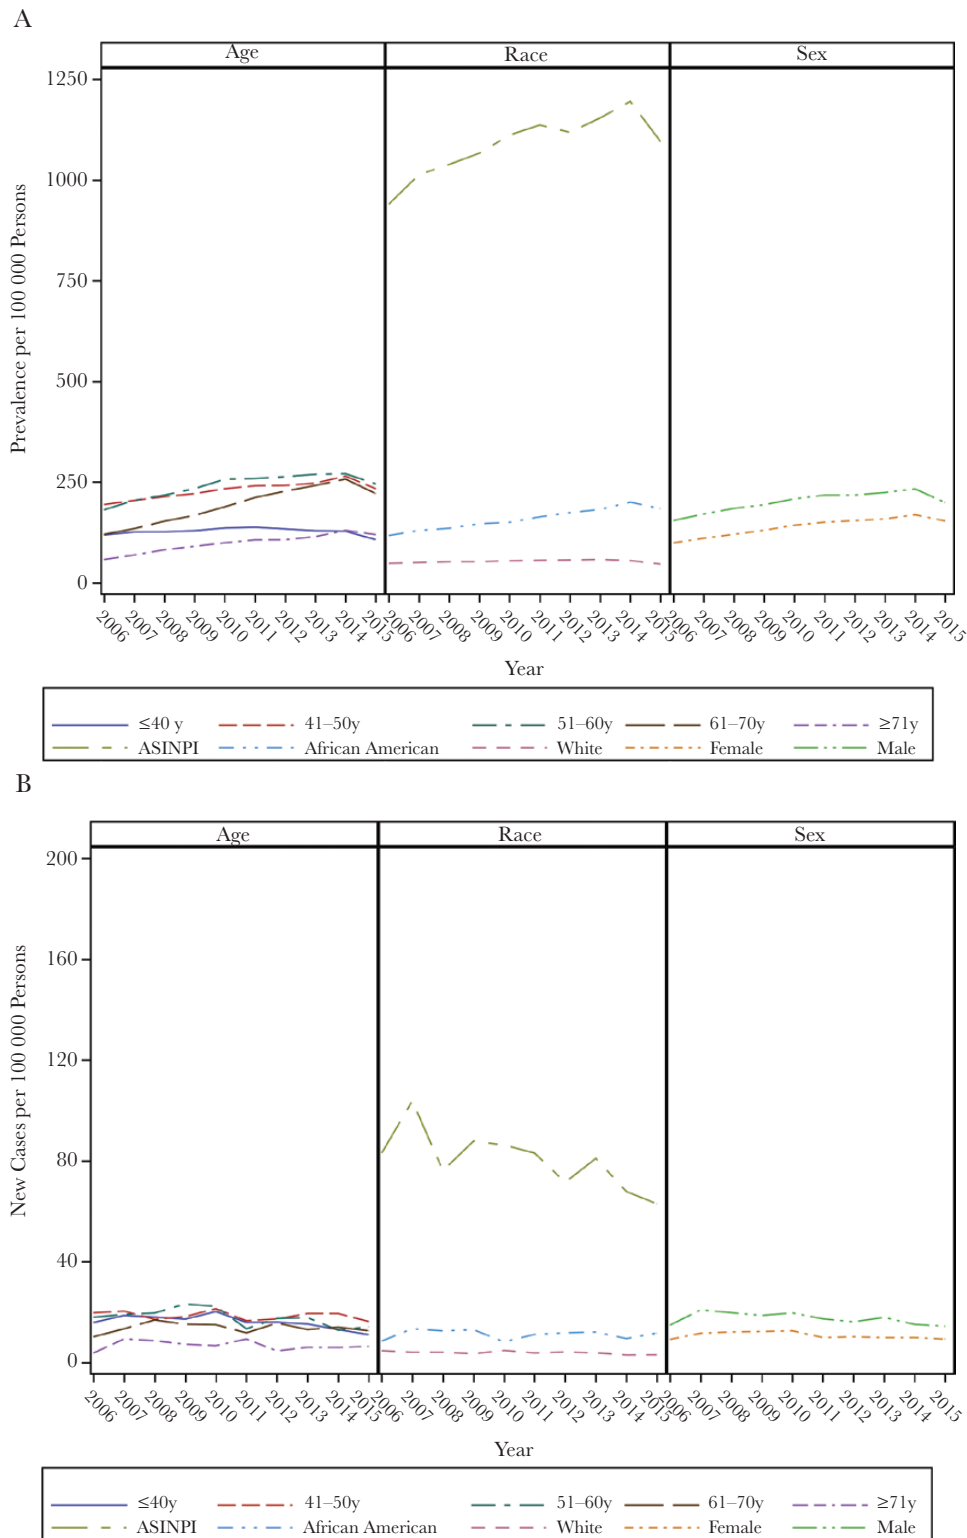 A
Age Race Sex
Prevalence per 100 000 Persons
1250
1000
750
500
250
0
2006 2007 2008 2009 2010 2011 2012 2013 2014 2015 2006 2007 2008 2009 2010 2011 2012 2013 2014 2015 2006 2007 2008 2009 2010 2011 2012 2013 2014 2015
Year
≤40 y 41–50y 51–60y 61–70y ≥71y
ASINPI African American White Female Male
B
Age Race Sex
New Cases per 100 000 Persons
200
160
120
80
40
0
2006 2007 2008 2009 2010 2011 2012 2013 2014 2015 2006 2007 2008 2009 2010 2011 2012 2013 2014 2015 2006 2007 2008 2009 2010 2011 2012 2013 2014 2015
Year
≤40y 41–50y 51–60y 61–70y ≥71y
ASINPI African American White Female Male